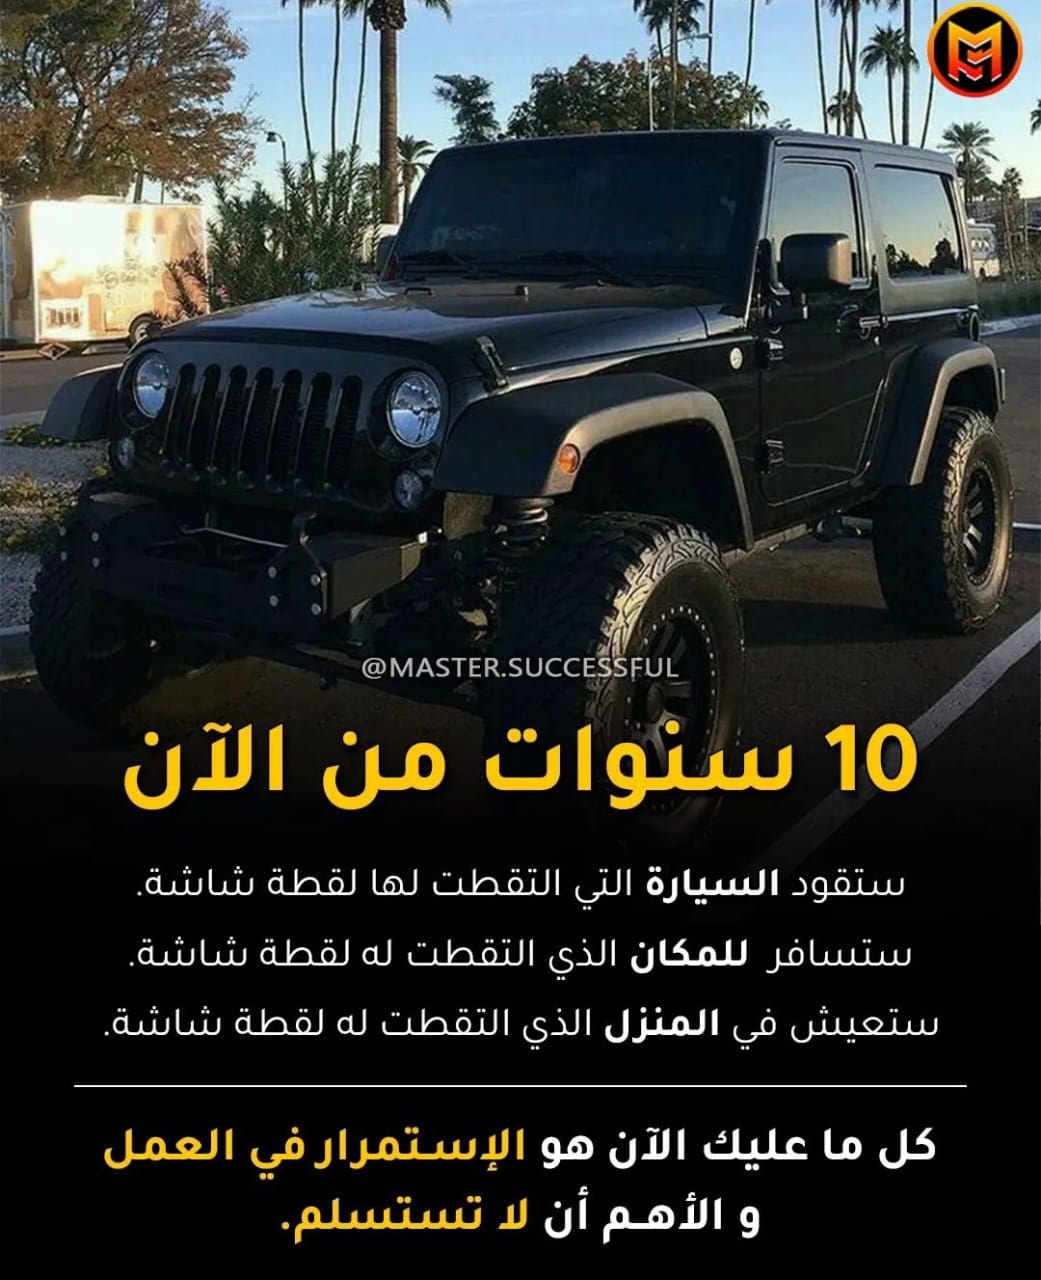 @MASTER.SUCCESSFUL
10 سنوات من الآن
ستقود السيارة التي التقطت لها لقطة شاشة.
ستسافر للمكان الذي التقطت له لقطة شاشة.
ستعيش في المنزل الذي التقطت له لقطة شاشة.
كل ما عليك الآن هو الإستمرار في العمل
و الأهم أن لا تستسلم.